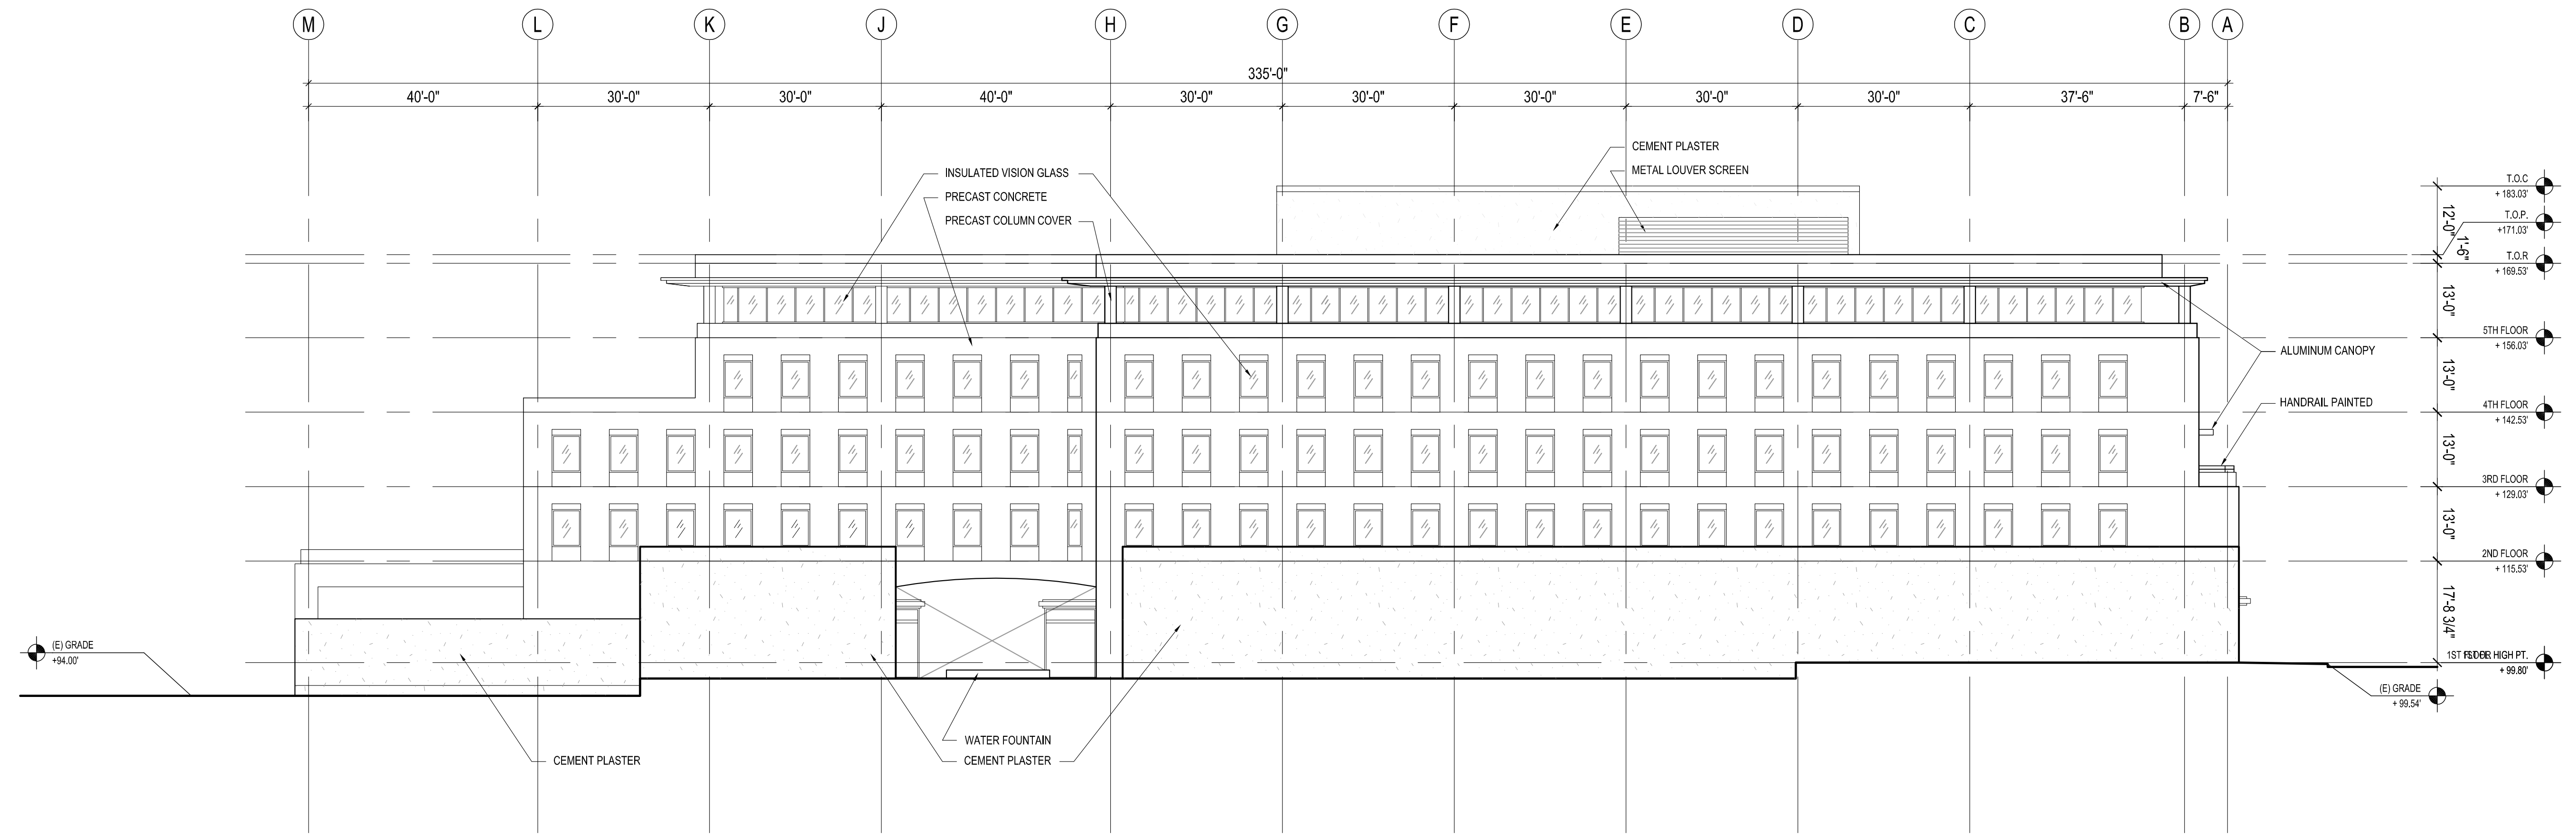 M L K J H G F E D C B A
335'-0"
40'-0" 30'-0" 30'-0" 40'-0" 30'-0" 30'-0" 30'-0" 30'-0" 30'-0" 37'-6" 7'-6"
CEMENT PLASTER
METAL LOUVER SCREEN
INSULATED VISION GLASS
PRECAST CONCRETE
PRECAST COLUMN COVER
T.O.C
+ 183.03'
12'-0"
T.O.P.
+171.03'
1'-6"
T.O.R
+ 169.53'
13'-0"
5TH FLOOR
+ 156.03'
ALUMINUM CANOPY
13'-0"
HANDRAIL PAINTED
4TH FLOOR
+ 142.53'
13'-0"
3RD FLOOR
+ 129.03'
13'-0"
2ND FLOOR
+ 115.53'
17'-8 3/4"
(E) GRADE
+94.00'
1ST FLOOR HIGH PT.
+ 99.80'
(E) GRADE
+ 99.54'
WATER FOUNTAIN
CEMENT PLASTER
CEMENT PLASTER